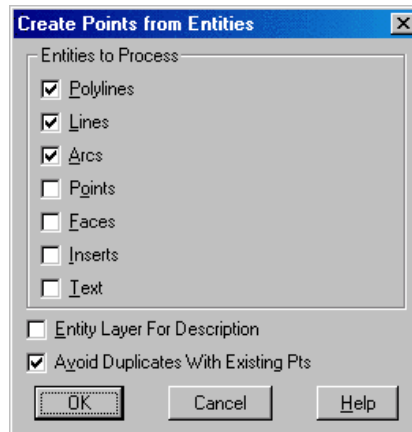 Create Points from Entities
Entities to Process
Polylines
Lines
Arcs
Points
Faces
Inserts
Text
Entity Layer For Description
Avoid Duplicates With Existing Pts
OK Cancel Help